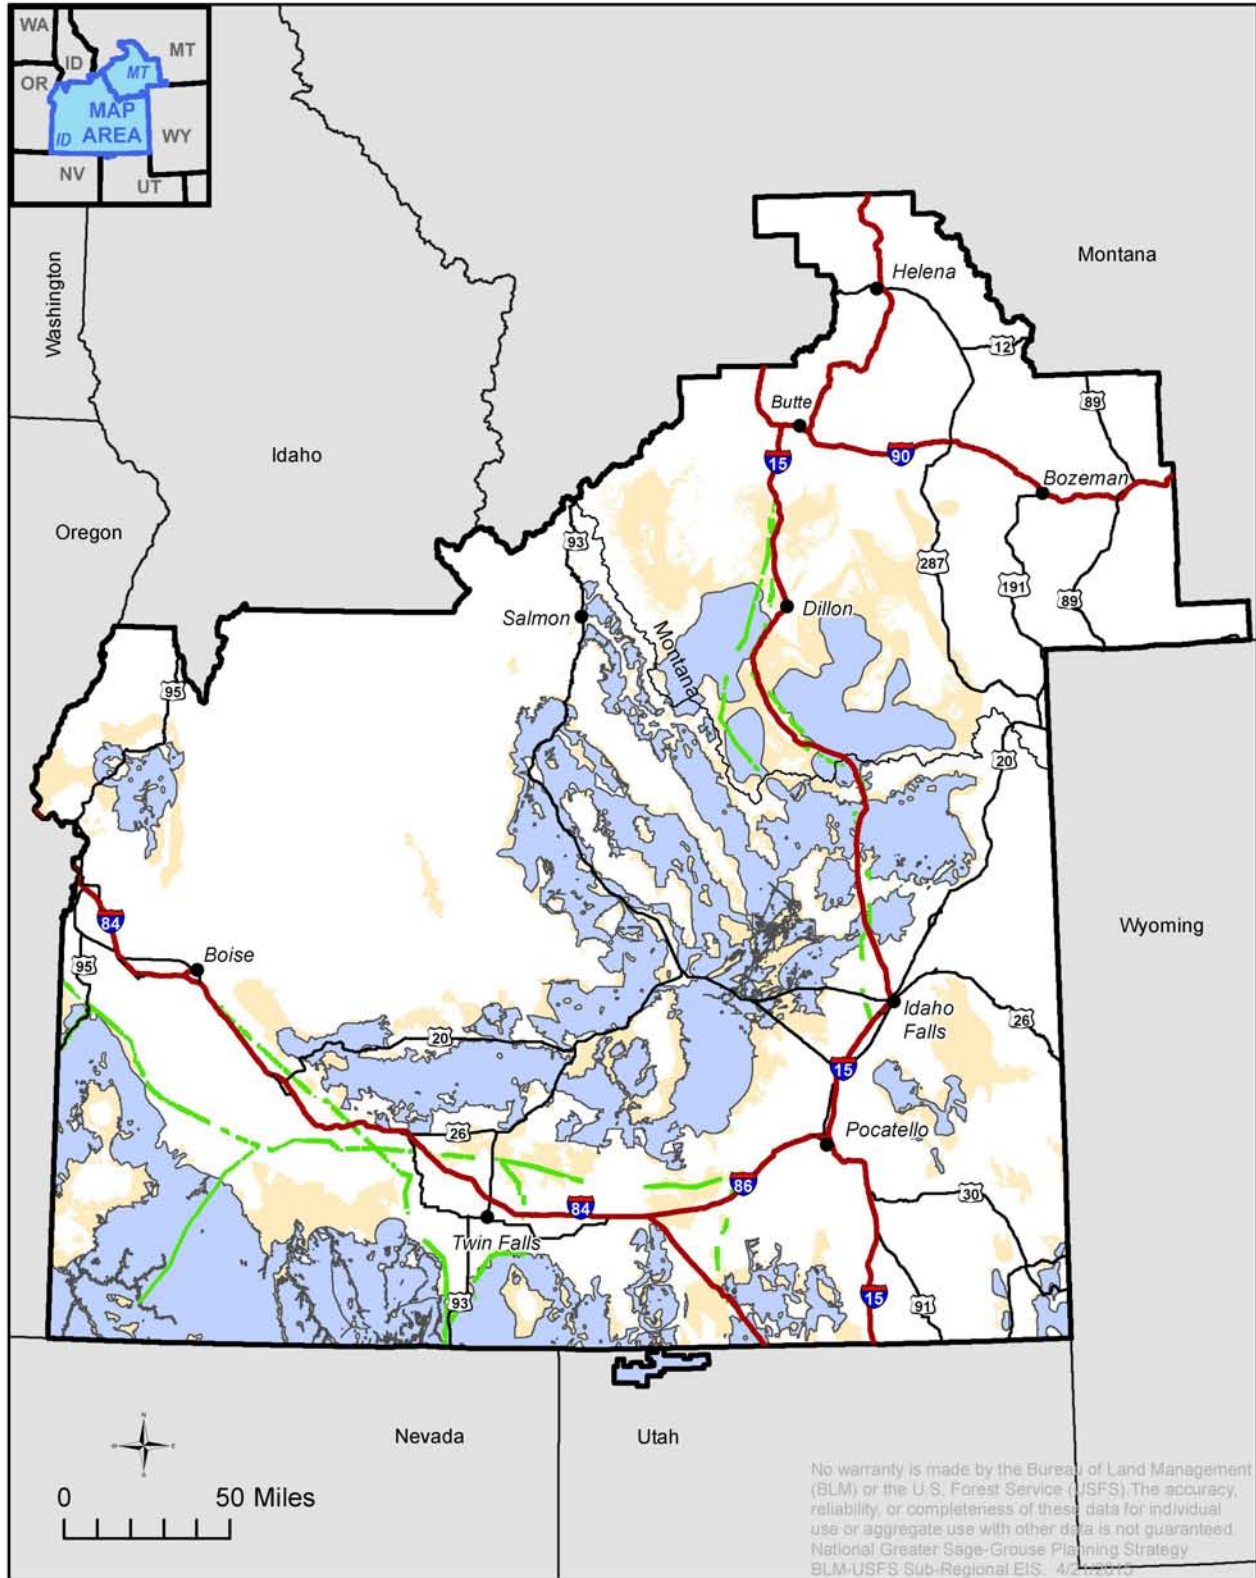 WA
MT
ID
MT
OR
MAP
AREA
ID
WY
NV
UT
Washington
Montana
Helena
12
Butte
89
Idaho
15
90
Bozeman
Oregon
93
287
191
89
Salmon
Dillon
Montana
95
20
84
Wyoming
Boise
95
Idaho
Falls
26
20
15
26
Pocatello
86
30
84
Twin Falls
93
15
91
N
Nevada
Utah
0 50 Miles
No warranty is made by the Bureau of Land Management
(BLM) or the U.S. Forest Service (USFS).The accuracy,
reliability, or completeness of these data for individual
use or aggregate use with other data is not guaranteed.
National Greater Sage-Grouse Planning Strategy
BLM-USFS Sub-Regional EIS. 4/21/2015